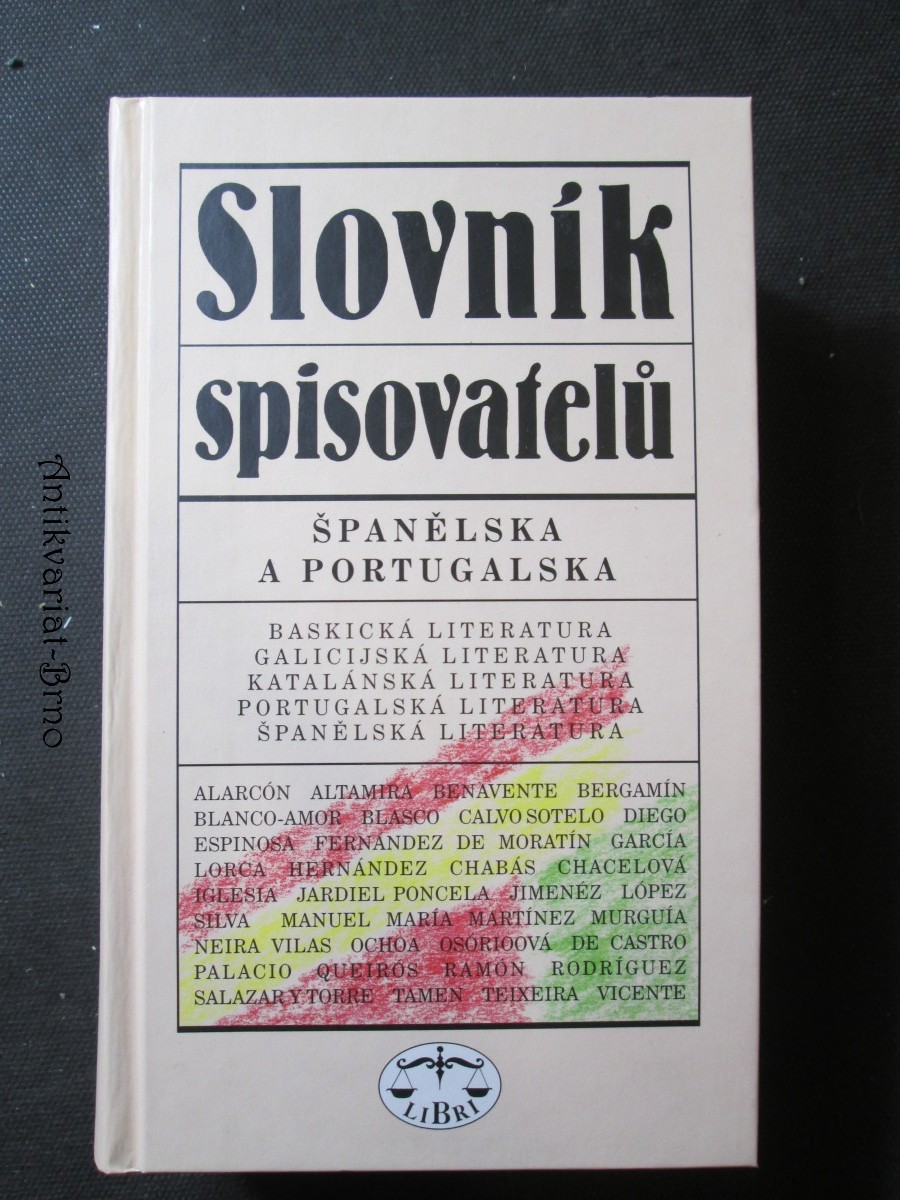 Slovník
spisovatelů
ŠPANĚLSKA
A PORTUGALSKA
BASKICKÁ LITERATURA
GALICIJSKÁ LITERATURA
KATALÁNSKÁ LITERATURA
PORTUGALSKÁ LITERATURA
ŠPANĚLSKÁ LITERATURA
ALARCÓN ALTAMIRA BENAVENTE BERGAMÍN
BLANCO-AMOR BLASCO CALVO SOTELO DIEGO
ESPINOSA FERNÁNDEZ DE MORATÍN GARCÍA
LORCA HERNÁNDEZ CHABÁS CHACELOVÁ
IGLESIA JARDIEL PONCELA JIMENÉZ LÓPEZ
SILVA MANUEL MARÍA MARTÍNEZ MURGUÍA
NEIRA VILAS OCHOA OSÓRIOOVÁ DE CASTRO
PALACIO QUEIRÓS RAMÓN RODRÍGUEZ
SALAZAR Y TORRE TAMEN TEIXEIRA VICENTE
LIBRI
Antikvariat-Brno